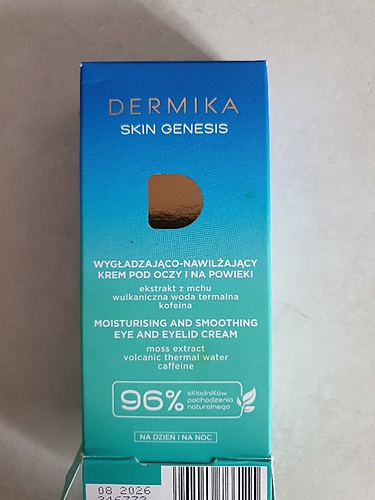 DERMIKA
SKIN GENESIS
WYGŁADZAJĄCO-NAWILŻAJĄCY
KREM POD OCZY I NA POWIEKI
ekstrakt z mchu
wulkaniczna woda termalna
kofeina
MOISTURISING AND SMOOTHING
EYE AND EYELID CREAM
moss extract
volcanic thermal water
caffeine
96% składników
pochodzenia
naturalnego
NA DZIEŃ I NA NOC
08 2026